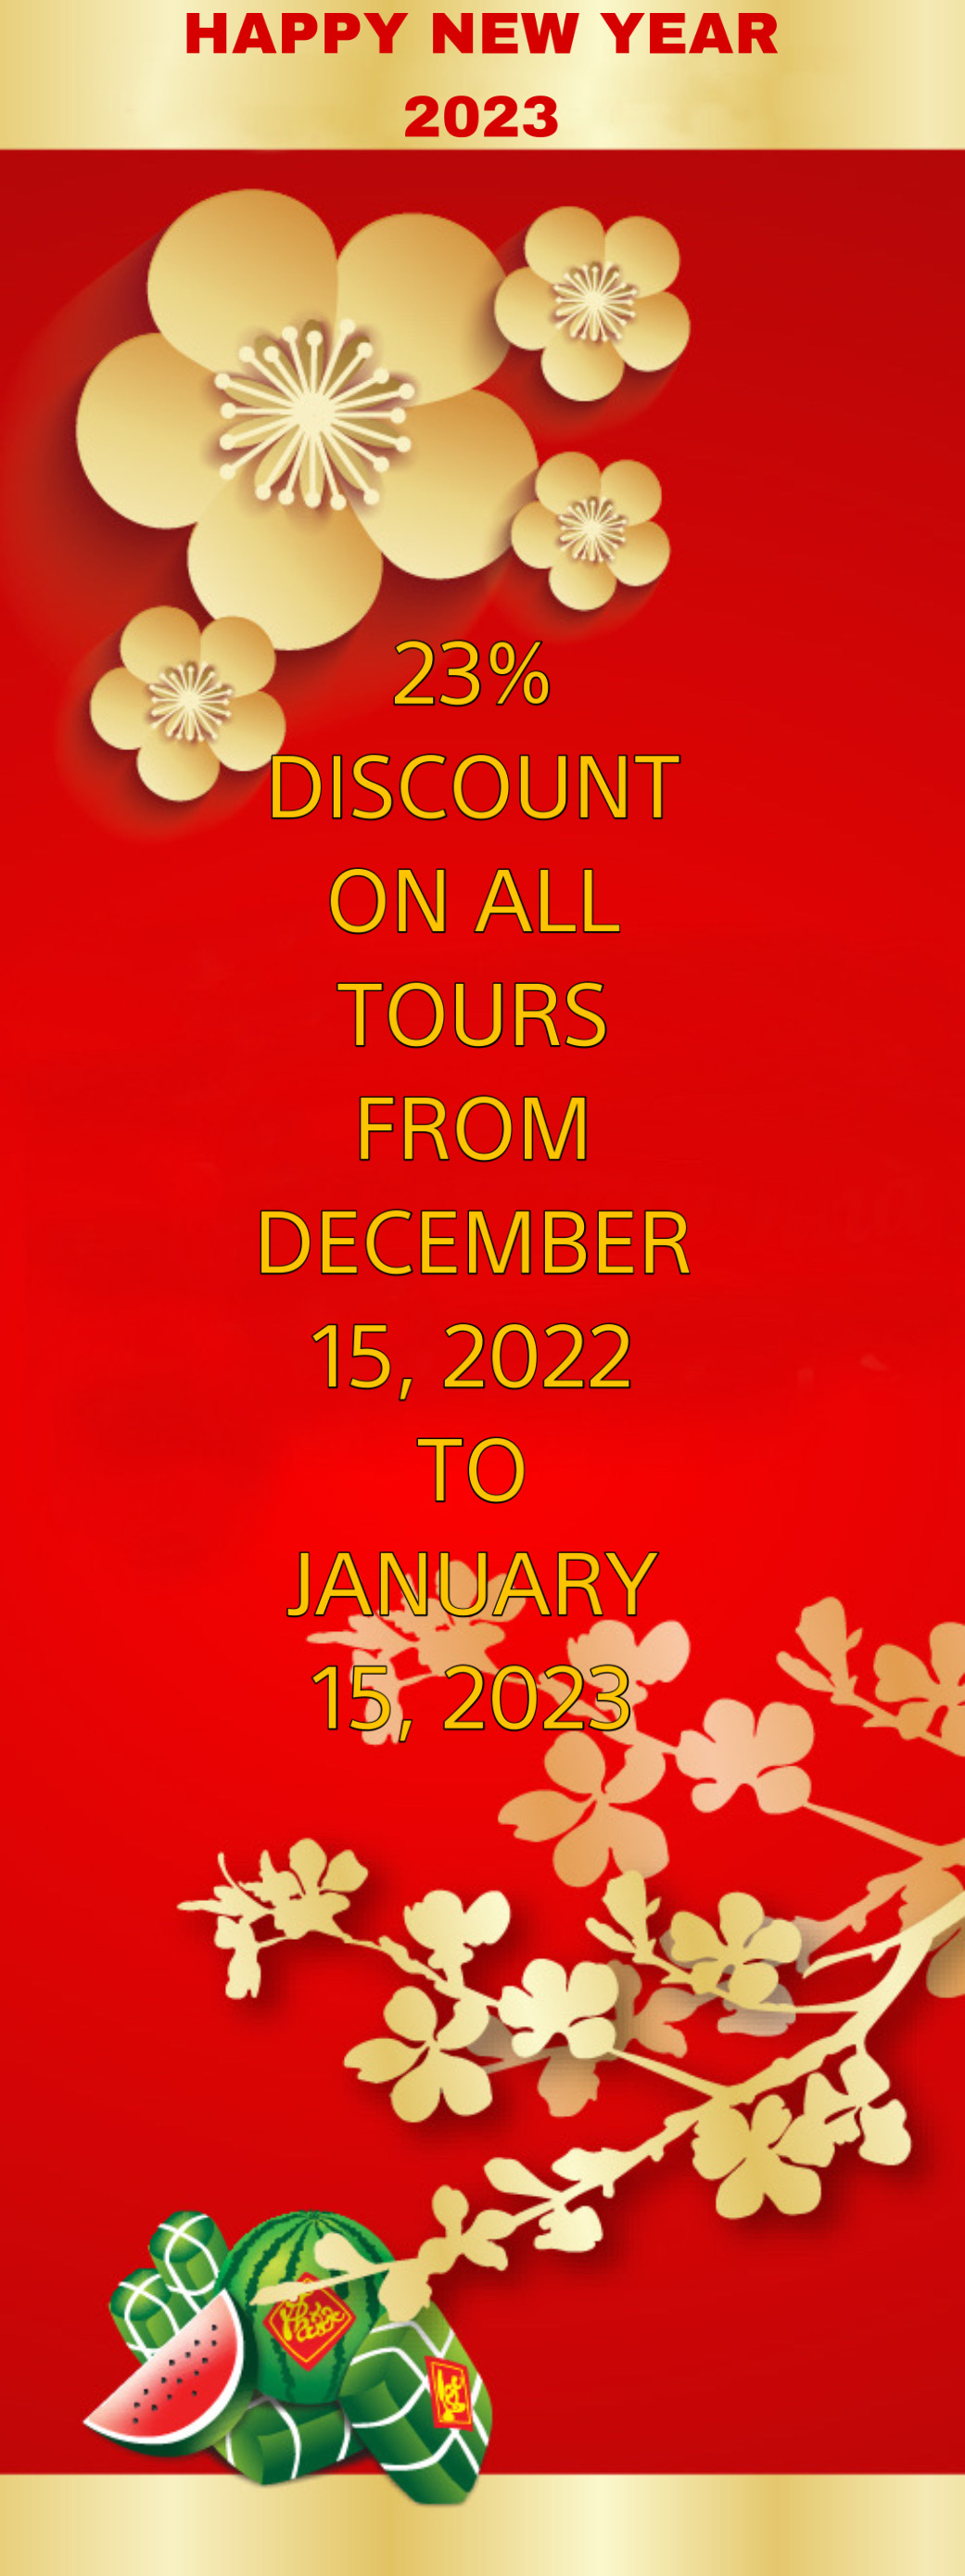 HAPPY NEW YEAR
2023
23%
DISCOUNT
ON ALL
TOURS
FROM
DECEMBER
15, 2022
TO
JANUARY
15, 2023